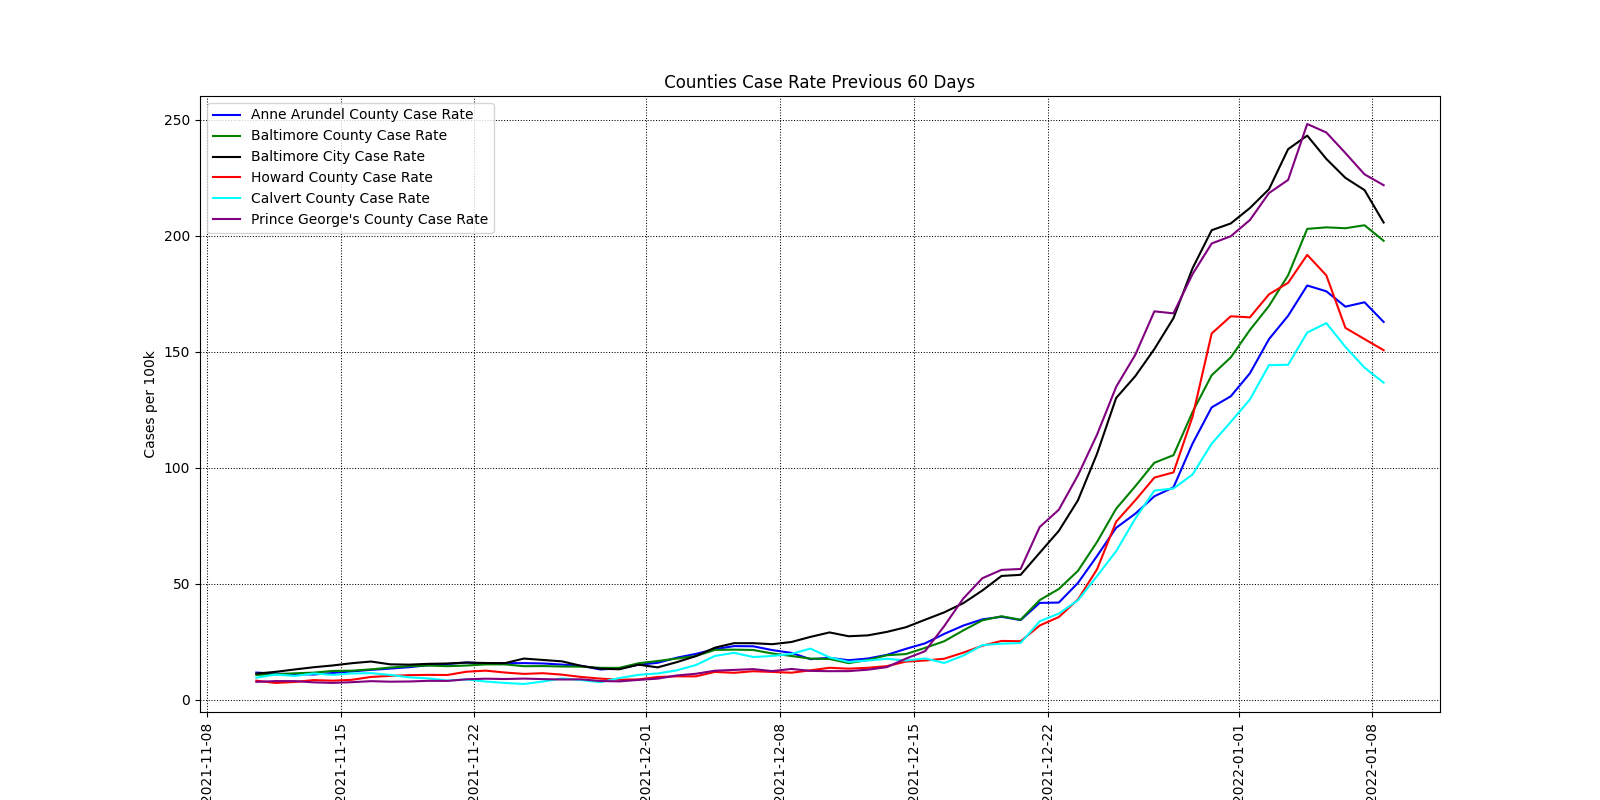 Counties Case Rate Previous 60 Days
Anne Arundel County Case Rate
Baltimore County Case Rate
Baltimore City Case Rate
Howard County Case Rate
Calvert County Case Rate
Prince George's County Case Rate
Cases per 100k
250
200
150
100
50
0
2021-11-08
2021-11-15
2021-11-22
2021-12-01
2021-12-08
2021-12-15
2021-12-22
2022-01-01
2022-01-08